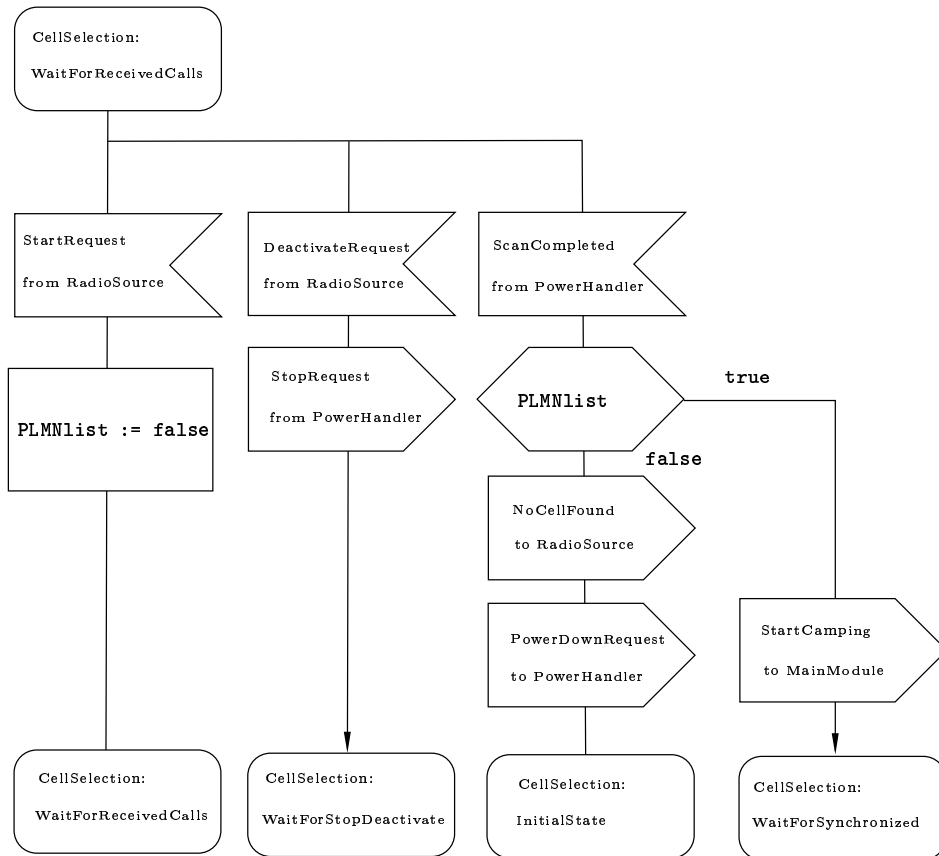 CellSelection:
WaitForReceivedCalls
StartRequest
from RadioSource
DeactivateRequest
from RadioSource
ScanCompleted
from PowerHandler
PLMNlist := false
StopRequest
from PowerHandler
PLMNlist
true
false
NoCellFound
to RadioSource
PowerDownRequest
to PowerHandler
StartCamping
to MainModule
CellSelection:
WaitForReceivedCalls
CellSelection:
WaitForStopDeactivate
CellSelection:
InitialState
CellSelection:
WaitForSynchronized